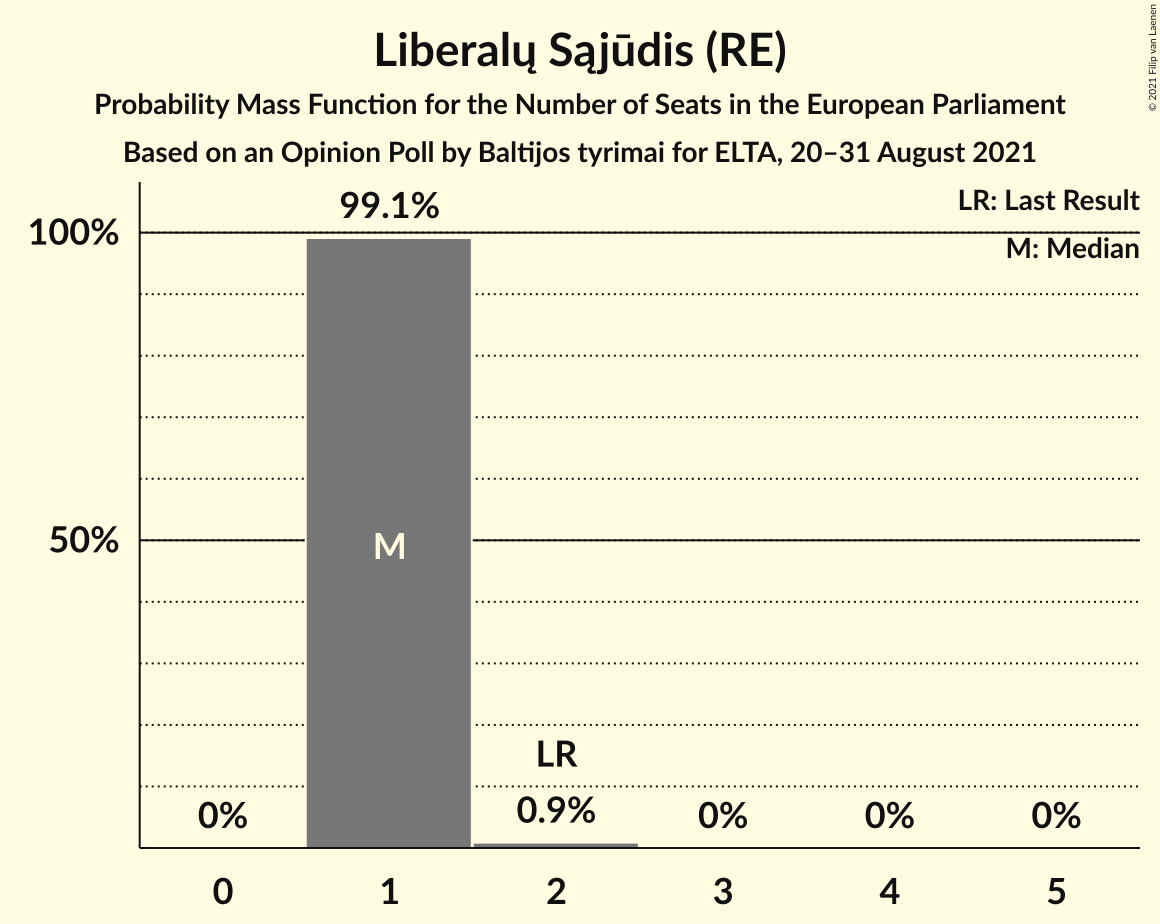 Liberalų Sąjūdis (RE)
Probability Mass Function for the Number of Seats in the European Parliament
Based on an Opinion Poll by Baltijos tyrimai for ELTA, 20–31 August 2021
© 2021 Filip van Laenen
LR: Last Result
M: Median
99.1%
100%
50%
M
LR
0% 0.9% 0% 0% 0%
0 1 2 3 4 5